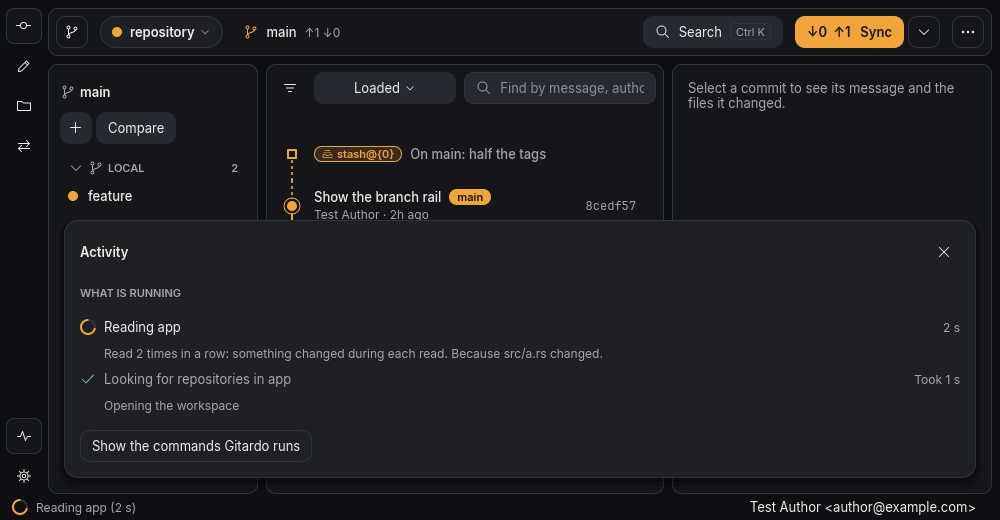 repository
main ↑1 ↓0
Search Ctrl K
↓0 ↑1 Sync
main
Compare
LOCAL 2
feature
Loaded
Find by message, autho
stash@{0} On main: half the tags
Show the branch rail main
Test Author · 2h ago
8cedf57
Select a commit to see its message and the
files it changed.
Activity
WHAT IS RUNNING
Reading app 2 s
Read 2 times in a row: something changed during each read. Because src/a.rs changed.
Looking for repositories in app Took 1 s
Opening the workspace
Show the commands Gitardo runs
Reading app (2 s)
Test Author <author@example.com>